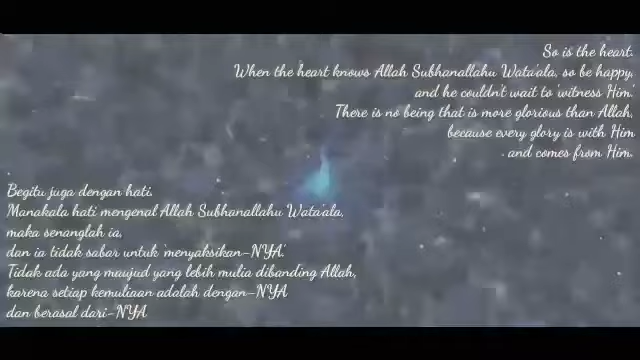 So is the heart.
When the heart knows Allah Subhanallahu Wata'ala, so be happy,
and he couldn't wait to 'witness Him.'
There is no being that is more glorious than Allah,
because every glory is with Him
and comes from Him.
Begitu juga dengan hati.
Manakala hati mengenal Allah Subhanallahu Wata'ala,
maka senanglah ia,
dan ia tidak sabar untuk 'menyaksikan-NYA'.
Tidak ada yang maujud yang lebih mulia dibanding Allah,
karena setiap kemuliaan adalah dengan-NYA
dan berasal dari-NYA